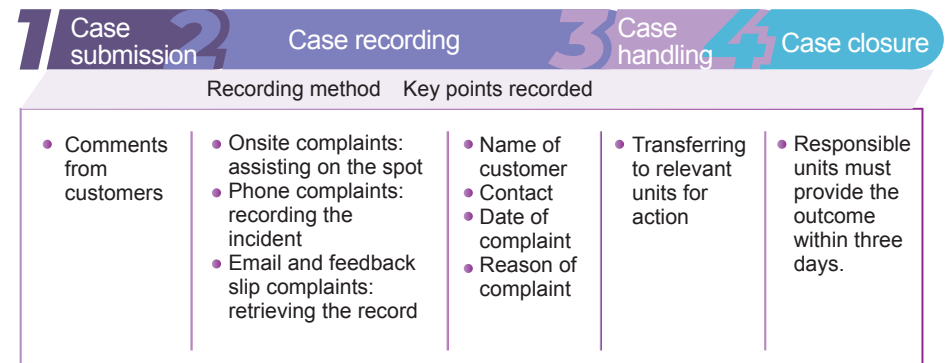 1 Case
submission
2 Case recording
3 Case
handling
4 Case closure
Recording method Key points recorded
• Comments
from
customers
• Onsite complaints:
assisting on the spot
• Phone complaints:
recording the
incident
• Email and feedback
slip complaints:
retrieving the record
• Name of
customer
• Contact
• Date of
complaint
• Reason of
complaint
• Transferring
to relevant
units for
action
• Responsible
units must
provide the
outcome
within three
days.